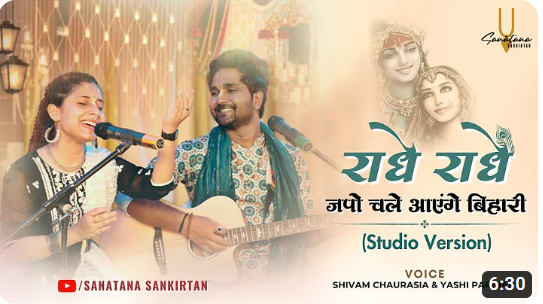 Sanatana
SANKIRTAN
राधे राधे
जपो चले आएंगे बिहारी
(Studio Version)
VOICE
SHIVAM CHAURASIA & YASHI
/SANATANA SANKIRTAN
6:30